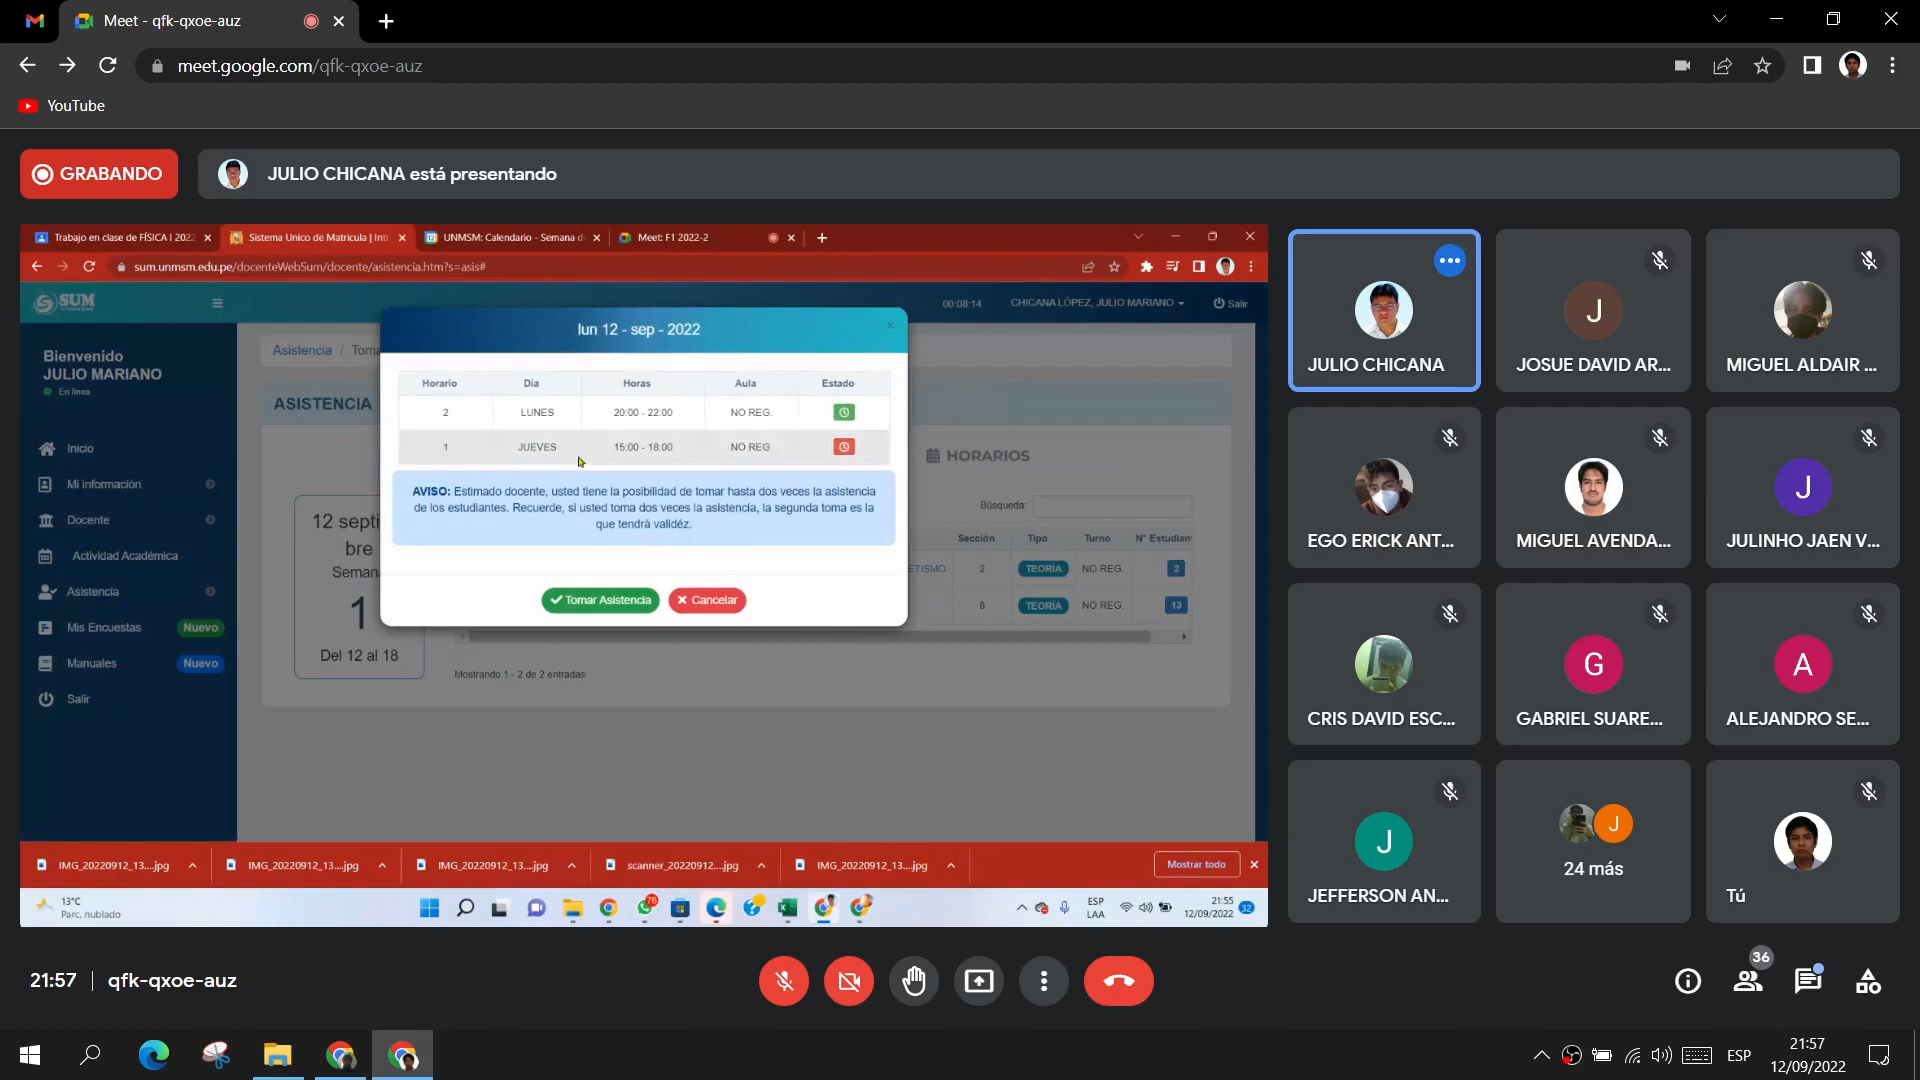 Meet - qfk-qxoe-auz
meet.google.com/qfk-qxoe-auz
YouTube
GRABANDO
JULIO CHICANA está presentando
Trabajo en clase de FÍSICA I 2022
Sistema Unico de Matricula | Int
UNMSM: Calendario - Semana d
Meet: F1 2022-2
sum.unmsm.edu.pe/docenteWebSum/docente/asistencia.htm?s=asis#
SUM
00:08:14
CHICANA LÓPEZ, JULIO MARIANO
Salir
Bienvenido
JULIO MARIANO
En línea
Inicio
Mi información
Docente
Actividad Académica
Asistencia
Mis Encuestas Nuevo
Manuales Nuevo
Salir
Asistencia / Toma
ASISTENCIA
12 septi
bre
Semana
1
Del 12 al 18
lun 12 - sep - 2022
Horario Día Horas Aula Estado
2 LUNES 20:00 - 22:00 NO REG.
1 JUEVES 15:00 - 18:00 NO REG
AVISO: Estimado docente, usted tiene la posibilidad de tomar hasta dos veces la asistencia
de los estudiantes. Recuerde, si usted toma dos veces la asistencia, la segunda toma es la
que tendrá validéz.
Tomar Asistencia
Cancelar
HORARIOS
Búsqueda:
Sección Tipo Turno N° Estudian
ETISMO 2 TEORÍA NO REG. 2
8 TEORÍA NO REG. 13
Mostrando 1 - 2 de 2 entradas
IMG_20220912_13....jpg
IMG_20220912_13....jpg
IMG_20220912_13....jpg
scanner_20220912....jpg
IMG_20220912_13....jpg
Mostrar todo
13°C
Parc. nublado
76
ESP
LAA
21:55
12/09/2022
32
JULIO CHICANA
J
JOSUE DAVID AR...
MIGUEL ALDAIR ...
EGO ERICK ANT...
MIGUEL AVENDA...
J
JULINHO JAEN V...
CRIS DAVID ESC...
G
GABRIEL SUARE...
A
ALEJANDRO SE...
J
JEFFERSON AN...
J
24 más
Tú
21:57 | qfk-qxoe-auz
36
ESP
21:57
12/09/2022